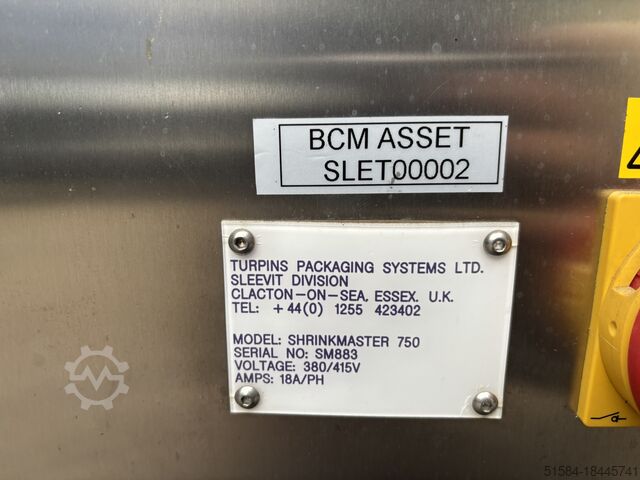 BCM ASSET
SLET00002
TURPINS PACKAGING SYSTEMS LTD.
SLEEVIT DIVISION
CLACTON-ON-SEA, ESSEX. U.K.
TEL: +44(0) 1255 423402
MODEL: SHRINKMASTER 750
SERIAL NO: SM883
VOLTAGE: 380/415V
AMPS: 18A/PH
51584-18445741